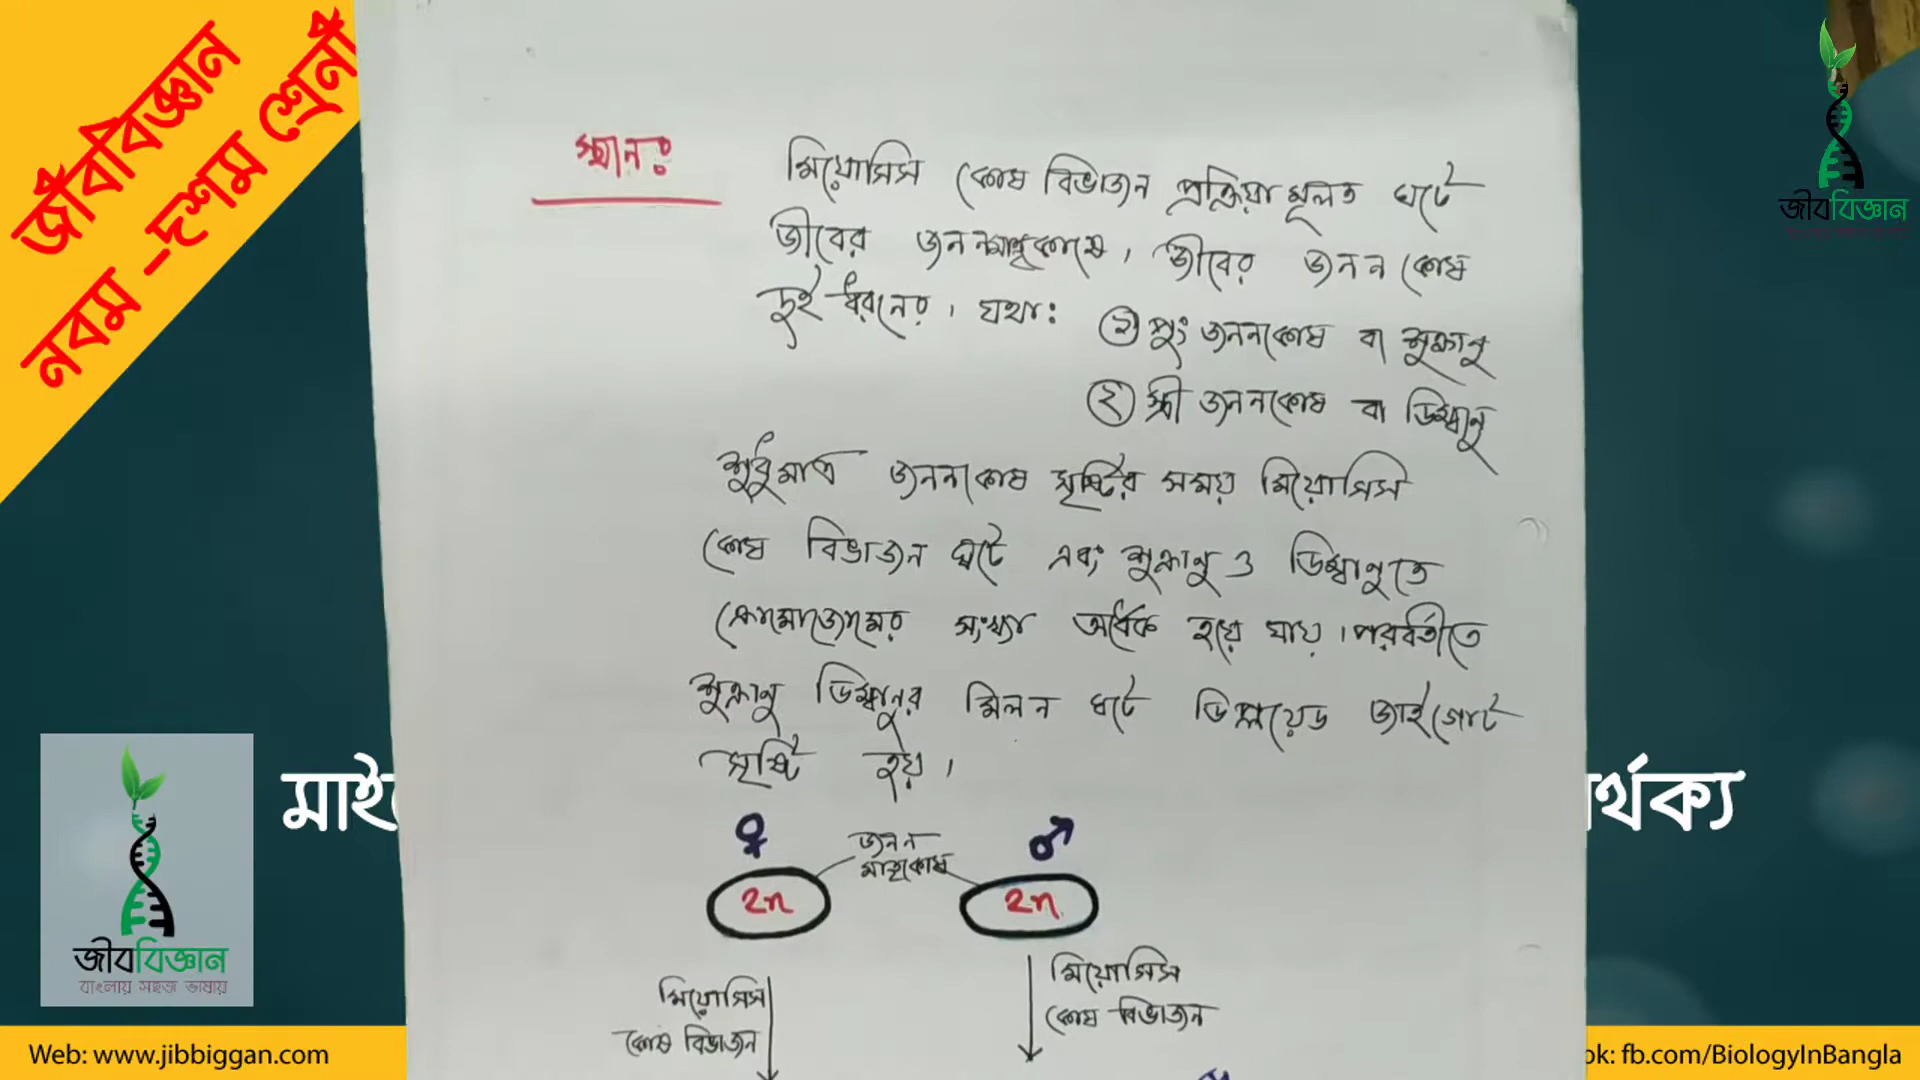 জীববিজ্ঞান
নবম -দশম শ্রেনী
জীববিজ্ঞান
স্থানঃ
মিয়োসিস কোষ বিভাজন প্রক্রিয়া মূলত ঘটে
জীবের জনন মাতৃকোষে। জীবের জনন কোষ
দুই ধরনের। যথা:
১ পুং জননকোষ বা শুক্রানু
২ স্ত্রী জননকোষ বা ডিম্বানু
শুধুমাত্র জননকোষ সৃষ্টির সময় মিয়োসিস
কোষ বিভাজন ঘটে এবং শুক্রানু ও ডিম্বানুতে
ক্রোমোজোমের সংখ্যা অর্ধেক হয়ে যায়। পরবর্তীতে
শুক্রানু ডিম্বানুর মিলন ঘটে ডিপ্লয়েড জাইগোট
সৃষ্টি হয়।
♀ ♂
জনন
মাতৃকোষ
2n 2n
মিয়োসিস
কোষ বিভাজন
মিয়োসিস
কোষ বিভাজন
মাই
র্থক্য
জীববিজ্ঞান
বাংলায় সহজ ভাষায়
Web: www.jibbiggan.com
ok: fb.com/BiologyInBangla